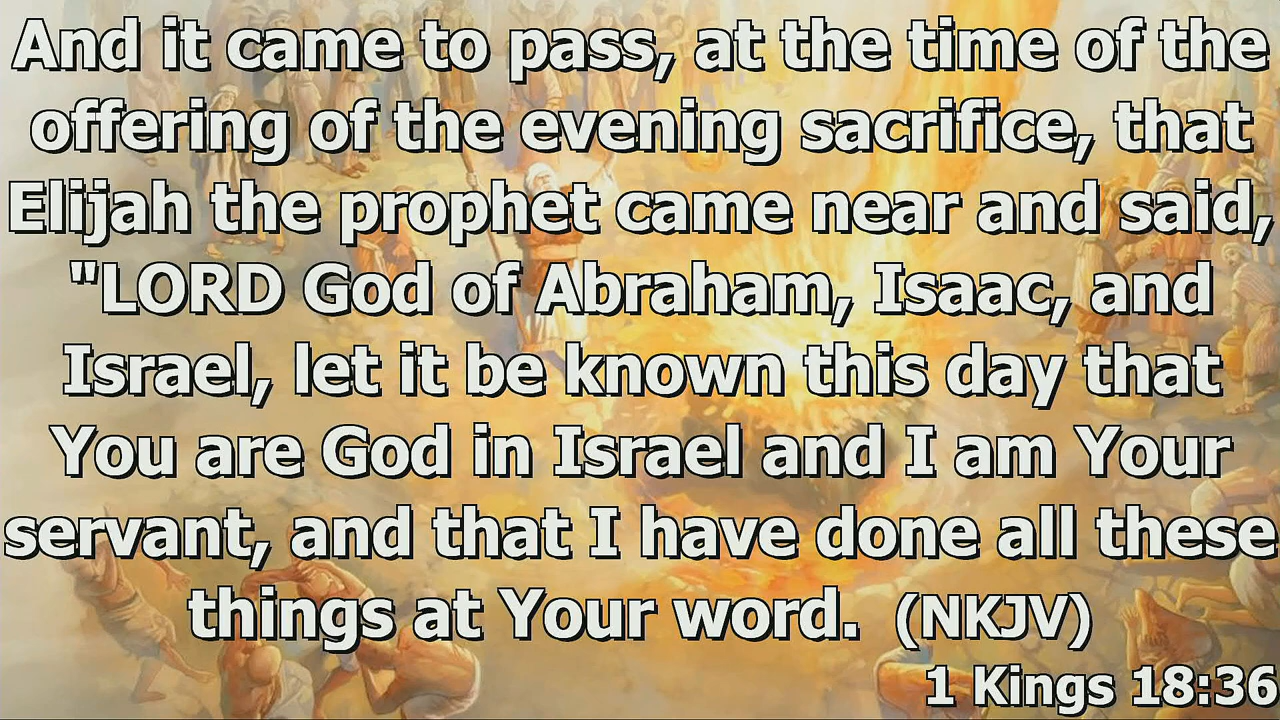 And it came to pass, at the time of the
offering of the evening sacrifice, that
Elijah the prophet came near and said,
"LORD God of Abraham, Isaac, and
Israel, let it be known this day that
You are God in Israel and I am Your
servant, and that I have done all these
things at Your word. (NKJV)
1 Kings 18:36